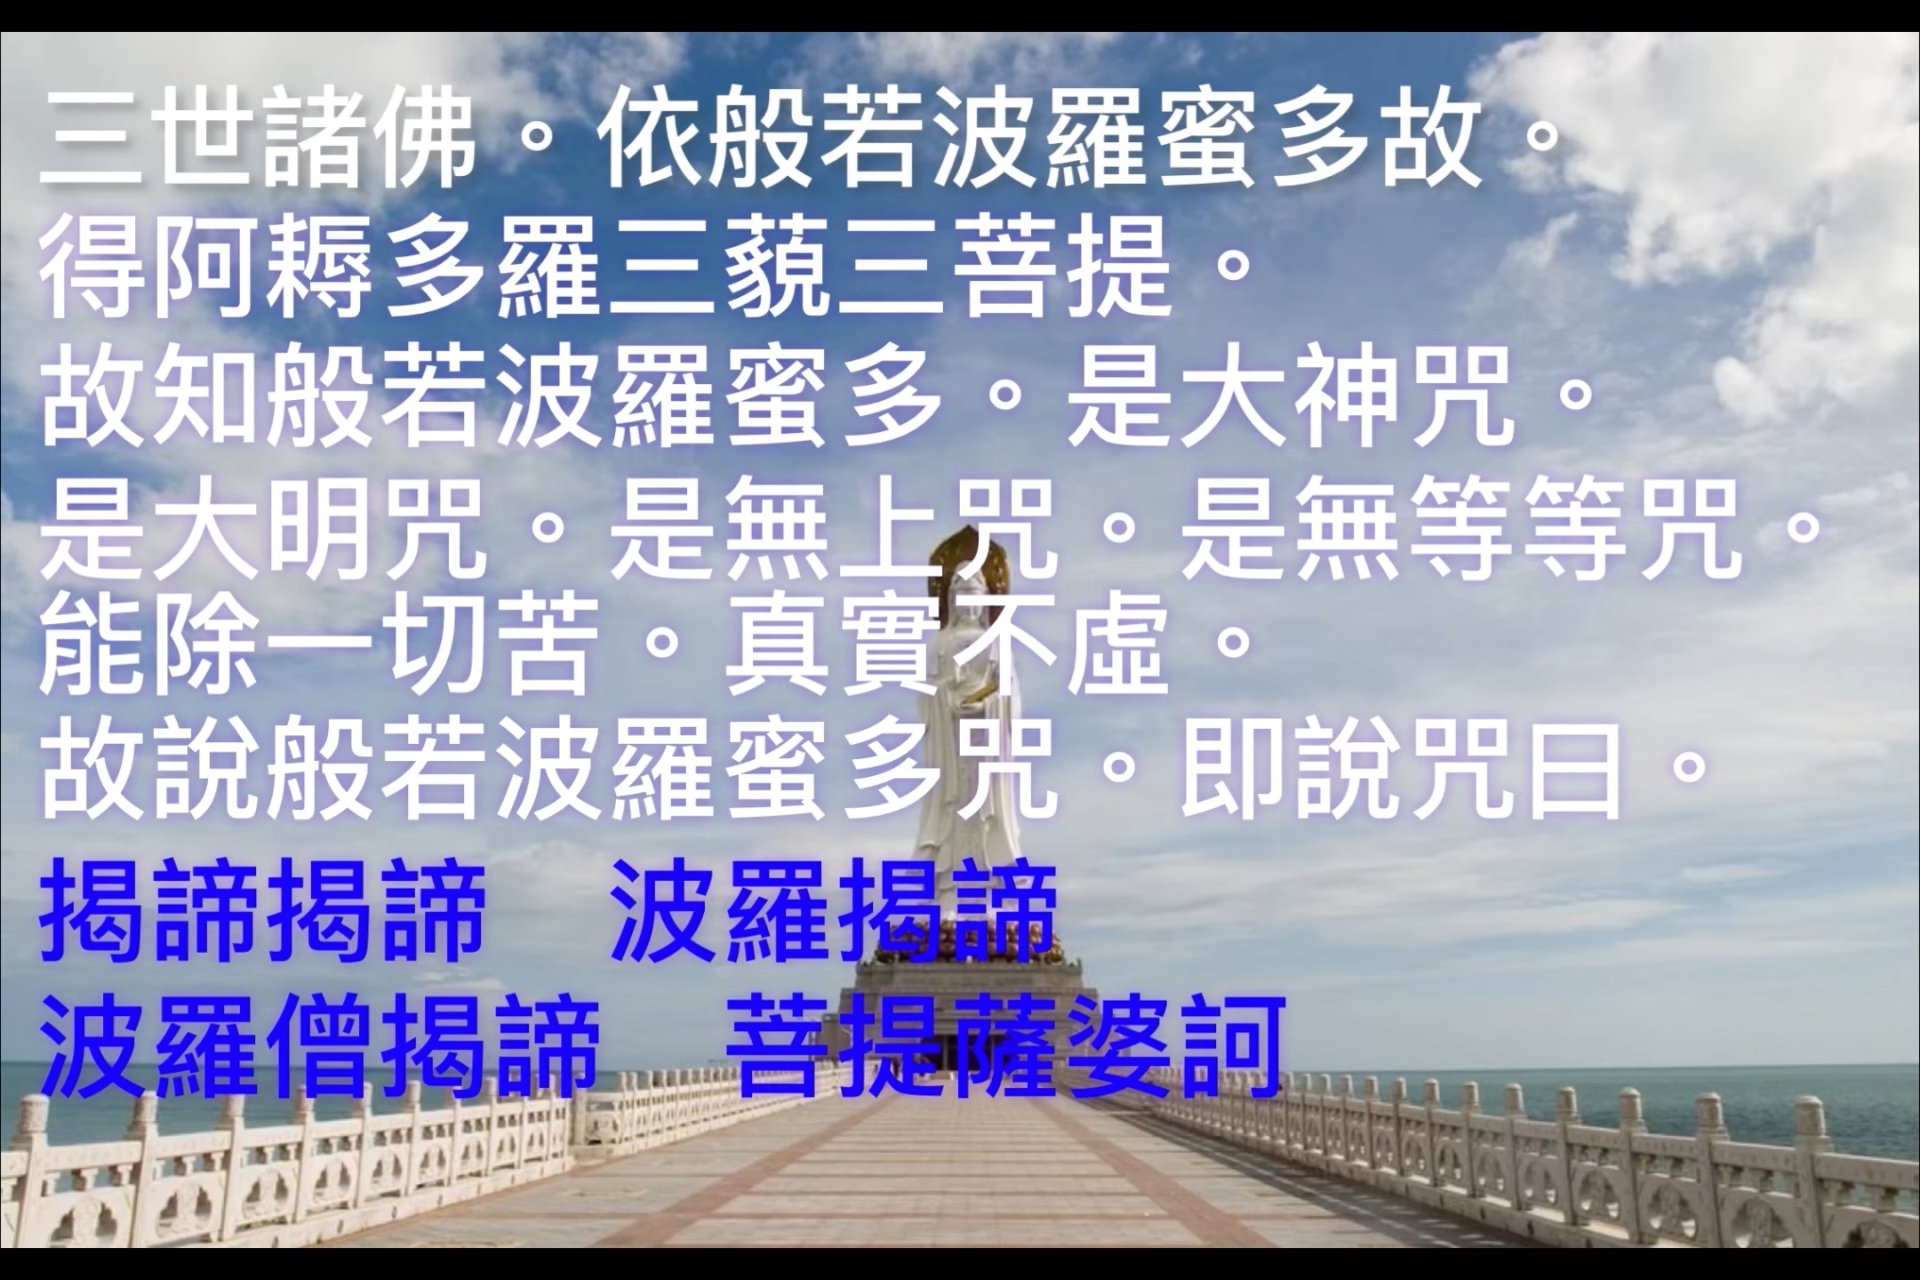 三世諸佛。依般若波羅蜜多故。
得阿耨多羅三藐三菩提。
故知般若波羅蜜多。是大神咒。
是大明咒。是無上咒。是無等等咒。
能除一切苦。真實不虛。
故說般若波羅蜜多咒。即說咒曰。
揭諦揭諦　波羅揭諦
波羅僧揭諦　菩提薩婆訶